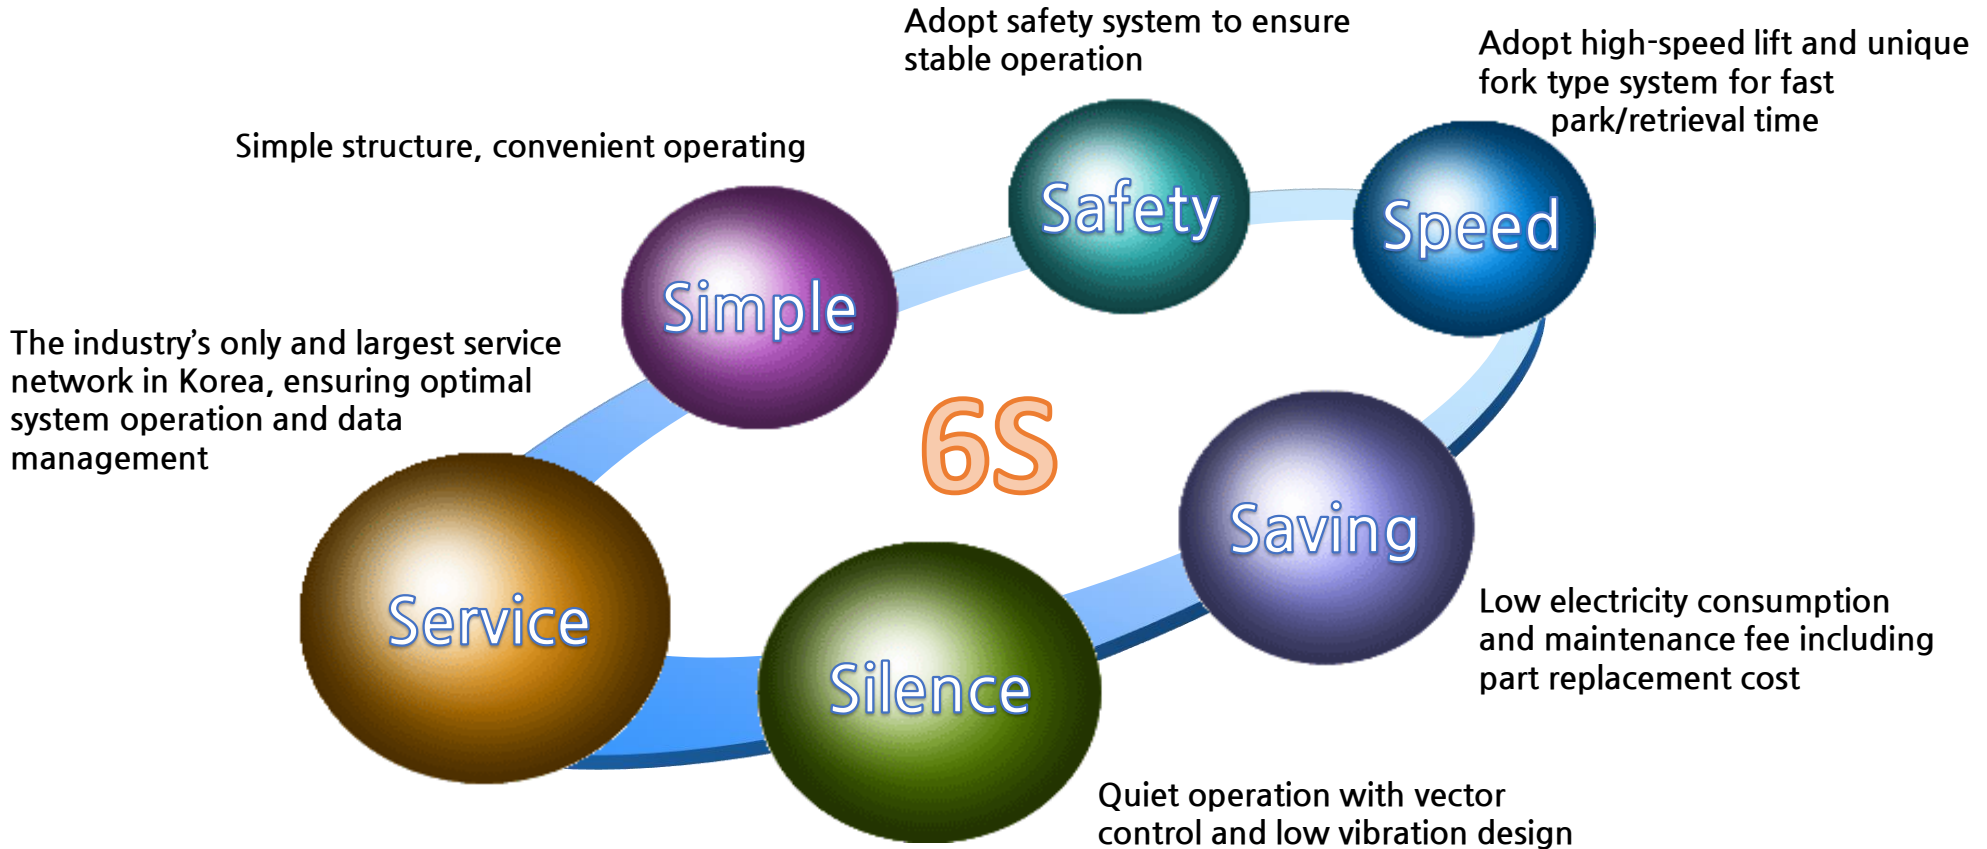 Adopt safety system to ensure
stable operation
Adopt high-speed lift and unique
fork type system for fast
park/retrieval time
Simple structure, convenient operating
Safety
Speed
Simple
The industry’s only and largest service
network in Korea, ensuring optimal
system operation and data
management
6S
Saving
Service
Silence
Low electricity consumption
and maintenance fee including
part replacement cost
Quiet operation with vector
control and low vibration design